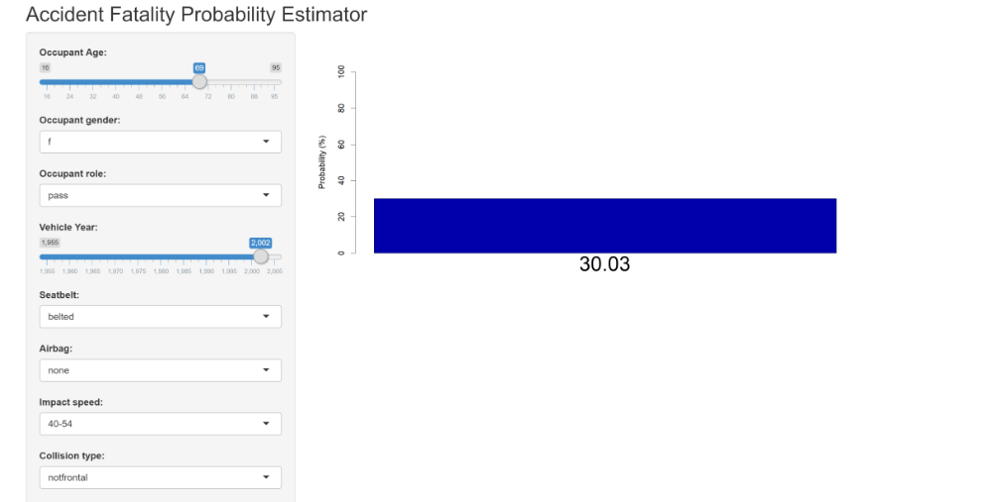 Accident Fatality Probability Estimator
Occupant Age:
16 69 95
16 24 32 40 48 56 64 72 80 88 95
Occupant gender:
f
Occupant role:
pass
Vehicle Year:
1,955 2,002
1,955 1,960 1,965 1,970 1,975 1,980 1,985 1,990 1,995 2,000 2,005
Seatbelt:
belted
Airbag:
none
Impact speed:
40-54
Collision type:
notfrontal
Probability (%)
0 20 40 60 80 100
30.03